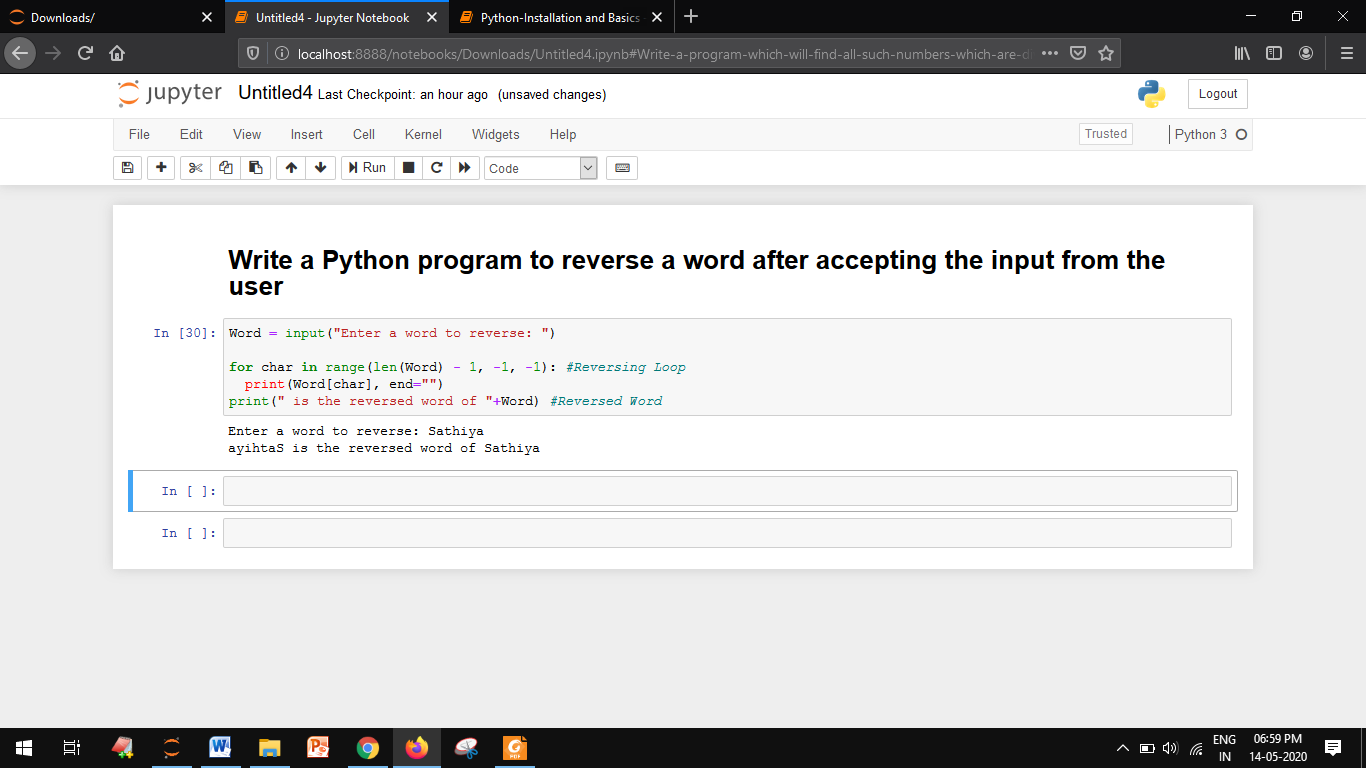 Downloads/
Untitled4 - Jupyter Notebook
Python-Installation and Basics
localhost:8888/notebooks/Downloads/Untitled4.ipynb#Write-a-program-which-will-find-all-such-numbers-which-are-di
jupyter Untitled4 Last Checkpoint: an hour ago (unsaved changes)
Logout
File Edit View Insert Cell Kernel Widgets Help
Trusted
Python 3
Run
Code
Write a Python program to reverse a word after accepting the input from the
user
In [30]: Word = input("Enter a word to reverse: ")
for char in range(len(Word) - 1, -1, -1): #Reversing Loop
  print(Word[char], end="")
print(" is the reversed word of "+Word) #Reversed Word
Enter a word to reverse: Sathiya
ayihtaS is the reversed word of Sathiya
In [ ]:
In [ ]:
ENG
IN
06:59 PM
14-05-2020